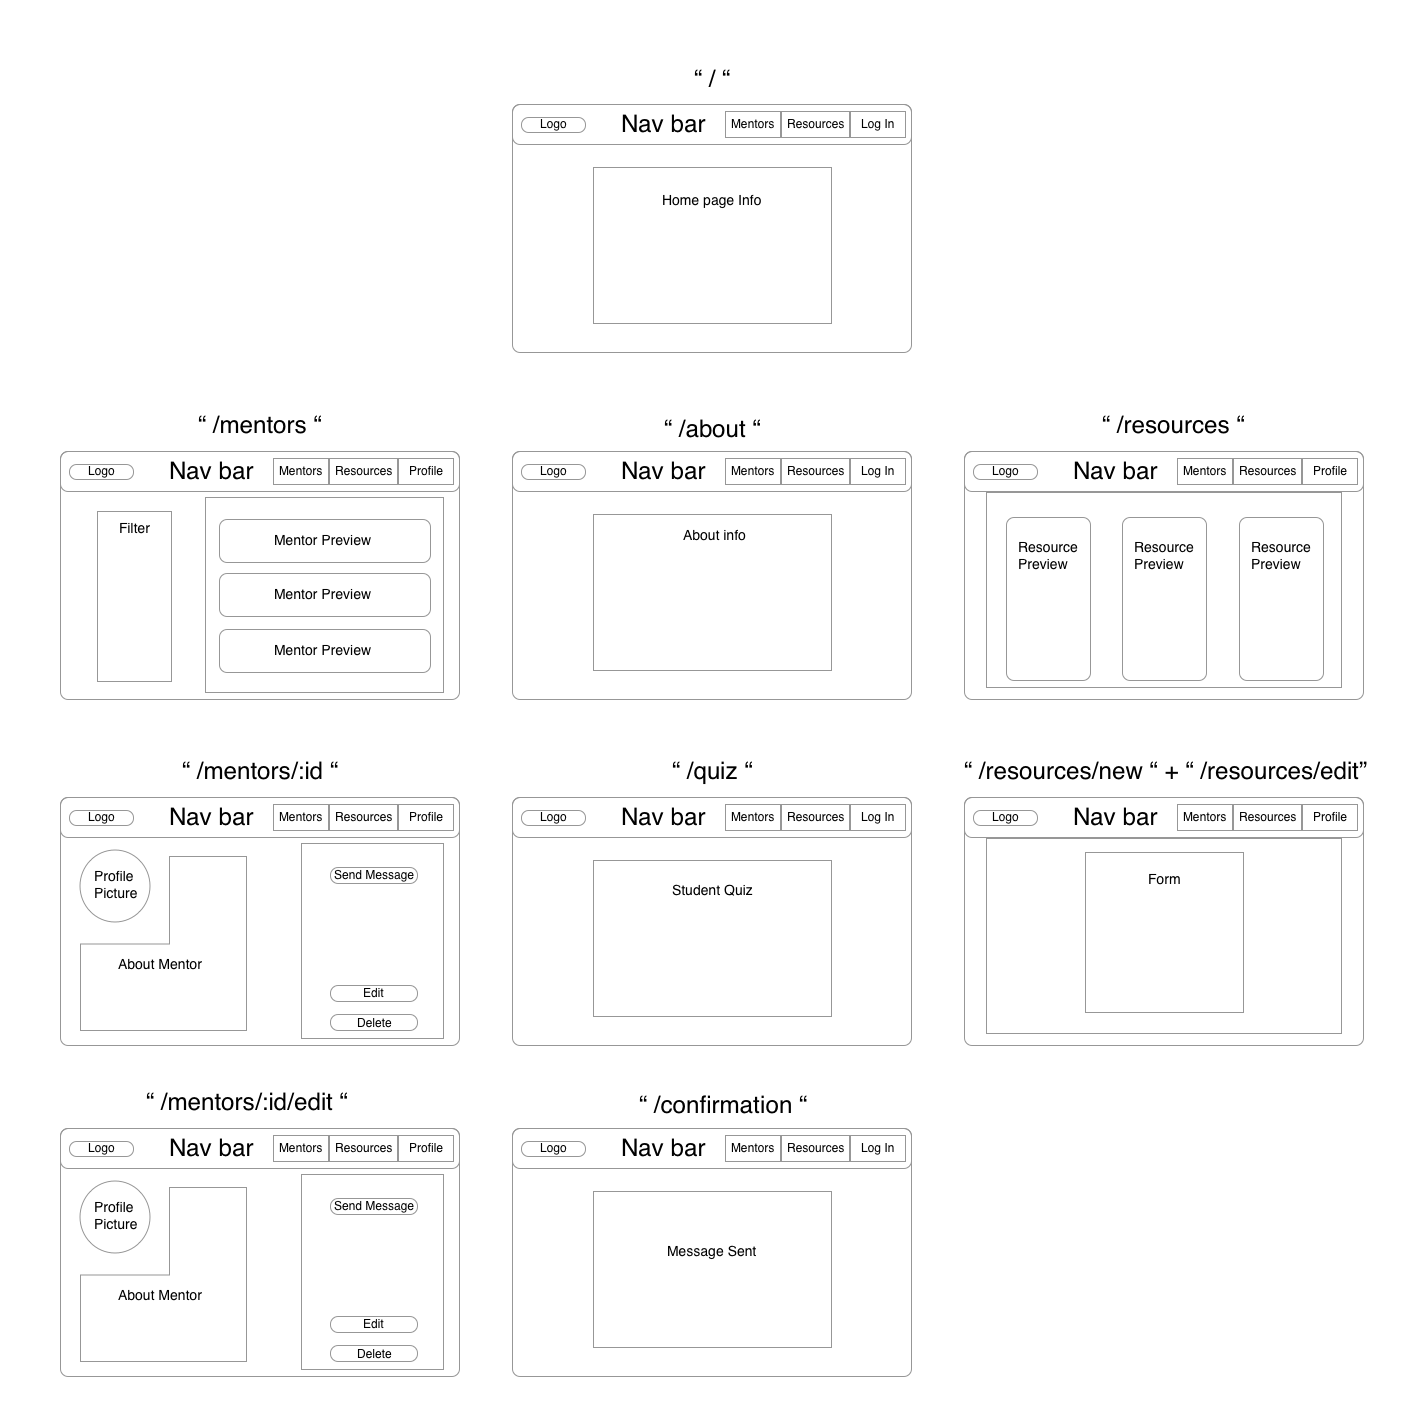 “ / “
Logo
Nav bar
Mentors
Resources
Log In
Home page Info
“ /mentors “
Logo
Nav bar
Mentors
Resources
Profile
Filter
Mentor Preview
Mentor Preview
Mentor Preview
“ /about “
Logo
Nav bar
Mentors
Resources
Log In
About info
“ /resources “
Logo
Nav bar
Mentors
Resources
Profile
Resource
Preview
Resource
Preview
Resource
Preview
“ /mentors/:id “
Logo
Nav bar
Mentors
Resources
Profile
Profile
Picture
About Mentor
Send Message
Edit
Delete
“ /quiz “
Logo
Nav bar
Mentors
Resources
Log In
Student Quiz
“ /resources/new “ + “ /resources/edit”
Logo
Nav bar
Mentors
Resources
Profile
Form
“ /mentors/:id/edit “
Logo
Nav bar
Mentors
Resources
Profile
Profile
Picture
About Mentor
Send Message
Edit
Delete
“ /confirmation “
Logo
Nav bar
Mentors
Resources
Log In
Message Sent